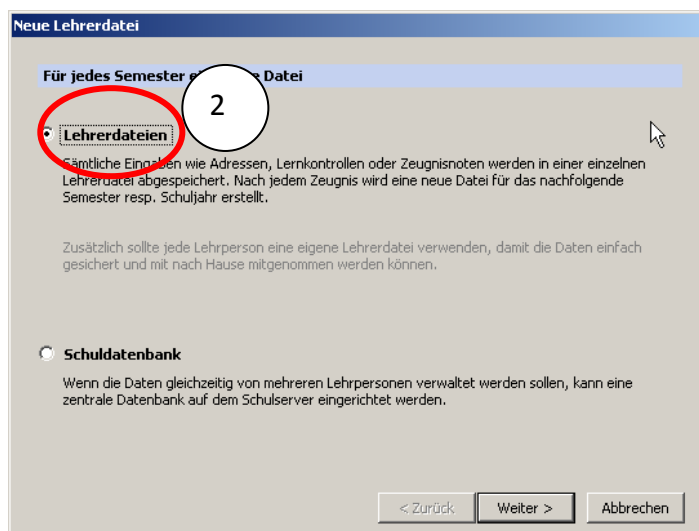 Neue Lehrerdatei
Für jedes Semester e Datei
2
Lehrerdateien
Sämtliche Eingaben wie Adressen, Lernkontrollen oder Zeugnisnoten werden in einer einzelnen
Lehrerdatei abgespeichert. Nach jedem Zeugnis wird eine neue Datei für das nachfolgende
Semester resp. Schuljahr erstellt.
Zusätzlich sollte jede Lehrperson eine eigene Lehrerdatei verwenden, damit die Daten einfach
gesichert und mit nach Hause mitgenommen werden können.
Schuldatenbank
Wenn die Daten gleichzeitig von mehreren Lehrpersonen verwaltet werden sollen, kann eine
zentrale Datenbank auf dem Schulserver eingerichtet werden.
< Zurück Weiter > Abbrechen